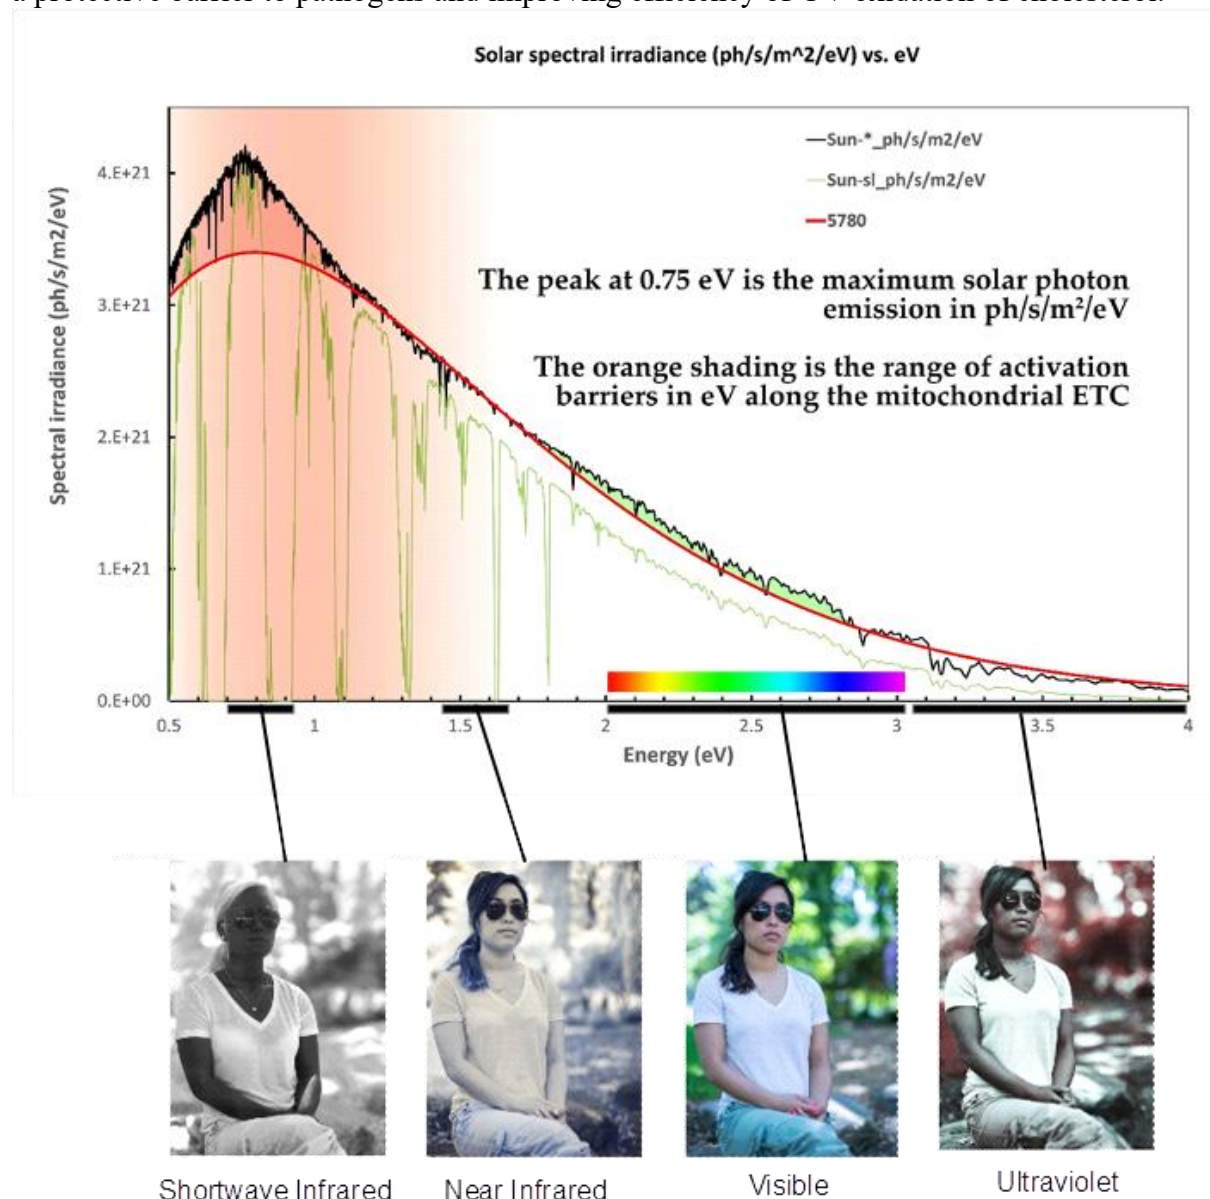 a protective barrier to pathogens and improving efficiency of UV oxidation of cholesterol.
Solar spectral irradiance (ph/s/m^2/eV) vs. eV
Sun-*_ph/s/m2/eV
Sun-sl_ph/s/m2/eV
5780
The peak at 0.75 eV is the maximum solar photon
emission in ph/s/m²/eV
The orange shading is the range of activation
barriers in eV along the mitochondrial ETC
Spectral irradiance (ph/s/m2/eV)
4.E+21
3.E+21
2.E+21
1.E+21
0.E+00
0.5 1 1.5 2 2.5 3 3.5 4
Energy (eV)
Shortwave Infrared Near Infrared Visible Ultraviolet